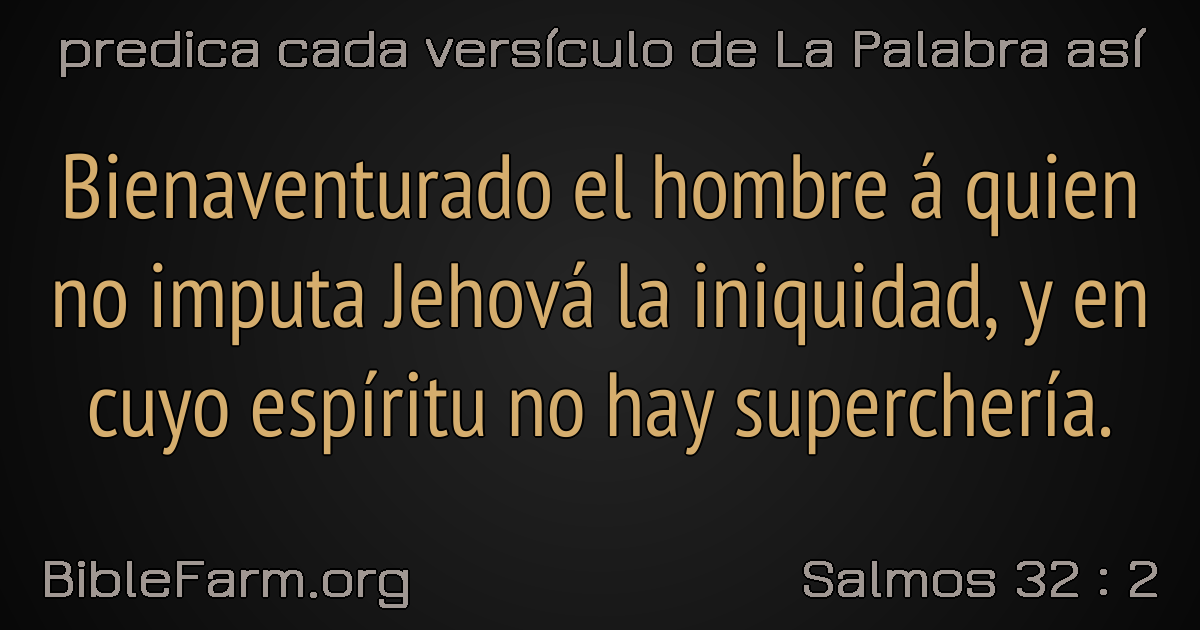 predica cada versículo de La Palabra así
Bienaventurado el hombre á quien
no imputa Jehová la iniquidad, y en
cuyo espíritu no hay superchería.
BibleFarm.org
Salmos 32 : 2